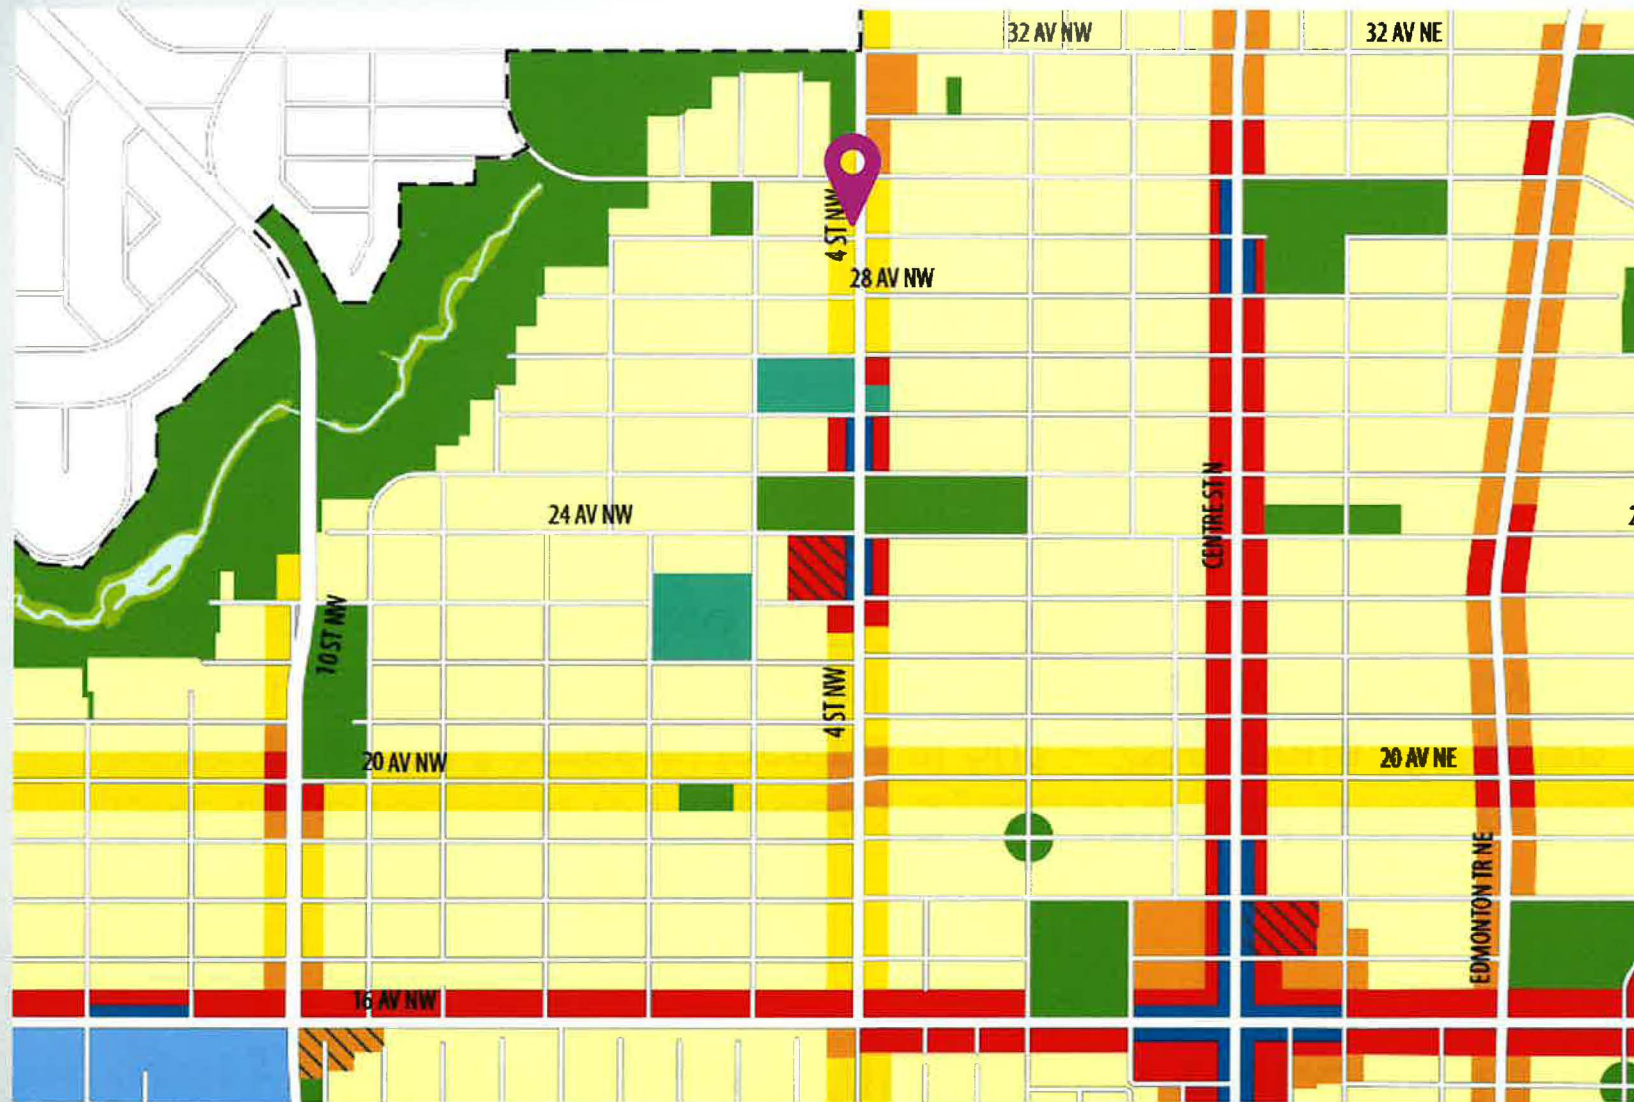 32 AV NW
32 AV NE
4 ST NW
28 AV NW
CENTRE ST N
24 AV NW
2
10 ST NW
4 ST NW
20 AV NW
20 AV NE
EDMONTON TR NE
16 AV NW